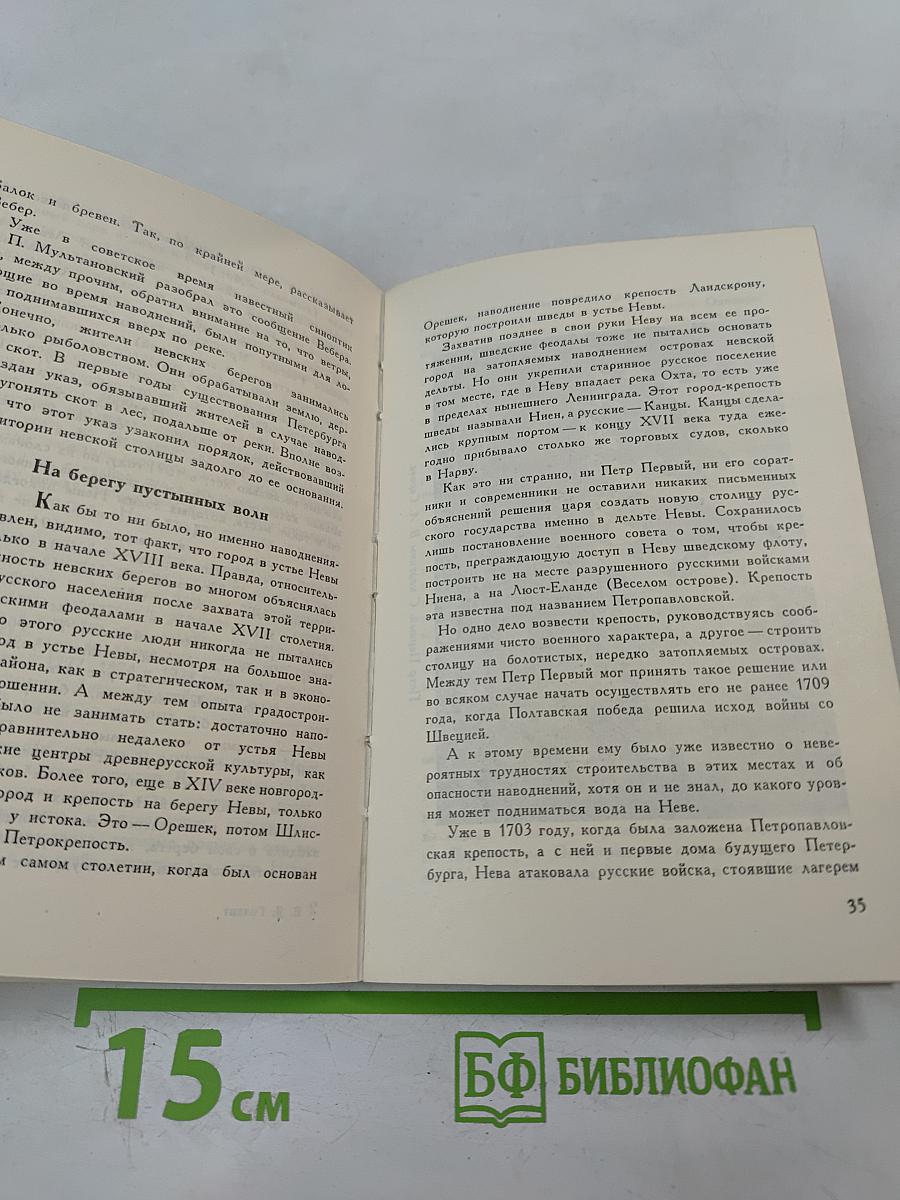 балок и бревен. Так, по крайней мере, рассказывает
Вебер.
Уже в советское время известный синоптик
П. Мультановский разобрал это сообщение Вебера,
между прочим, обратил внимание на то, что ветры,
во время наводнений, были попутными для
поднимавшихся вверх по реке.
Конечно, жители невских берегов занимались
рыболовством. Они обрабатывали землю, дер-
скот. В первые годы существования Петербурга
издан указ, обязывавший жителей в случае навод-
угонять скот в лес, подальше от реки. Вполне воз-
что этот указ узаконил порядок, действовавший
невской столицы задолго до ее основания.
На берегу пустынных волн
Как бы то ни было, но именно наводнения-
видимо, тот факт, что город в устье Невы
в начале XVIII века. Правда, относитель-
невских берегов во многом объяснялась
русского населения после захвата этой терри-
феодалами в начале XVII столетия.
этого русские люди никогда не пытались
в устье Невы, несмотря на большое зна-
района, как в стратегическом, так и в эконо-
А между тем опыта градострои-
было не занимать стать: достаточно напо-
сравнительно недалеко от устья Невы
центры древнерусской культуры, как
Более того, еще в XIV веке новгород-
город и крепость на берегу Невы, только
у истока. Это — Орешек, потом Шлис-
Петрокрепость.
самом столетии, когда был основан
Орешек, наводнение повредило крепость Ландскрону,
которую построили шведы в устье Невы.
Захватив позднее в свои руки Неву на всем ее про-
тяжении, шведские феодалы тоже не пытались основать
город на затопляемых наводнением островах невской
дельты. Но они укрепили старинное русское поселение
в том месте, где в Неву впадает река Охта, то есть уже
в пределах нынешнего Ленинграда. Этот город-крепость
шведы называли Ниен, а русские — Канцы. Канцы сдела-
лись крупным портом — к концу XVII века туда еже-
годно прибывало столько же торговых судов, сколько
в Нарву.
Как это ни странно, ни Петр Первый, ни его сорат-
ники и современники не оставили никаких письменных
объяснений решения царя создать новую столицу рус-
ского государства именно в дельте Невы. Сохранилось
лишь постановление военного совета о том, чтобы кре-
пость, преграждающую доступ в Неву шведскому флоту,
построить не на месте разрушенного русскими войсками
Ниена, а на Люст-Еланде (Веселом острове). Крепость
эта известна под названием Петропавловской.
Но одно дело возвести крепость, руководствуясь сооб-
ражениями чисто военного характера, а другое — строить
столицу на болотистых, нередко затопляемых островах.
Между тем Петр Первый мог принять такое решение или
во всяком случае начать осуществлять его не ранее 1709
года, когда Полтавская победа решила исход войны со
Швецией.
А к этому времени ему было уже известно о неве-
роятных трудностях строительства в этих местах и об
опасности наводнений, хотя он и не знал, до какого уров-
ня может подниматься вода на Неве.
Уже в 1703 году, когда была заложена Петропавлов-
ская крепость, а с ней и первые дома будущего Петер-
бурга, Нева атаковала русские войска, стоявшие лагерем
35
15 см
БФ БИБЛИОФАН